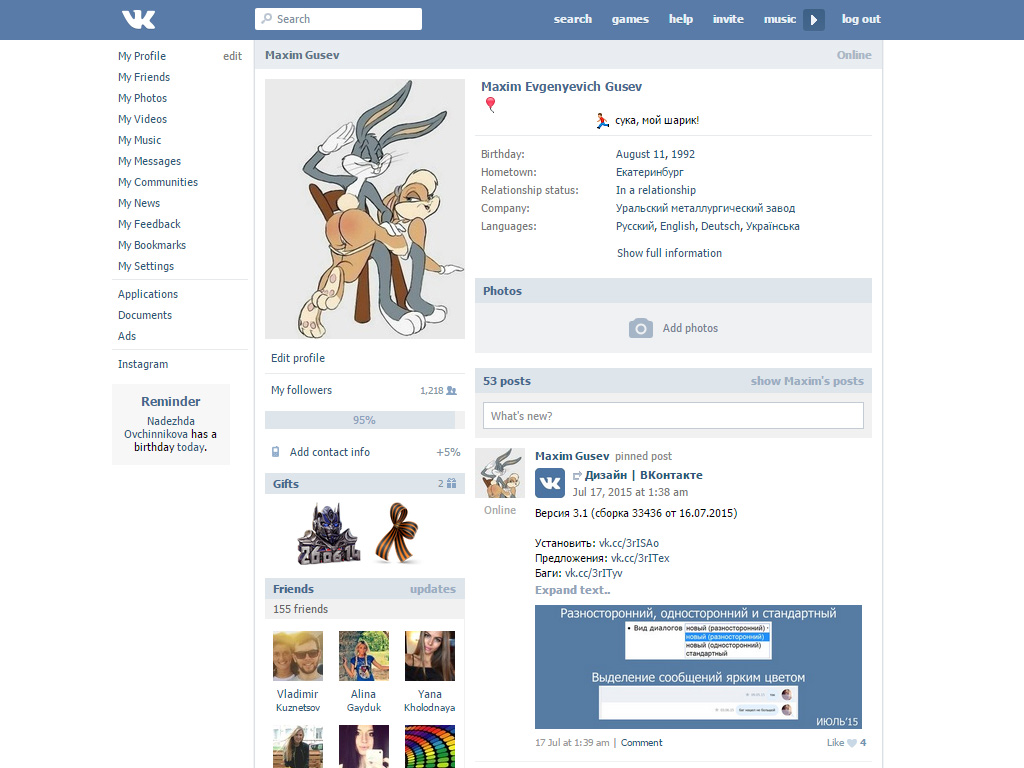 Search
search games help invite music log out
My Profile edit
My Friends
My Photos
My Videos
My Music
My Messages
My Communities
My News
My Feedback
My Bookmarks
My Settings
Applications
Documents
Ads
Instagram
Reminder
Nadezhda
Ovchinnikova has a
birthday today.
Maxim Gusev Online
Edit profile
My followers 1,218
95%
Add contact info +5%
Gifts 2
26.06.14
Friends updates
155 friends
Vladimir
Kuznetsov
Alina
Gayduk
Yana
Kholodnaya
Maxim Evgenyevich Gusev
сука, мой шарик!
Birthday: August 11, 1992
Hometown: Екатеринбург
Relationship status: In a relationship
Company: Уральский металлургический завод
Languages: Русский, English, Deutsch, Українська
Show full information
Photos
Add photos
53 posts show Maxim's posts
What's new?
Maxim Gusev pinned post
Online
Дизайн | ВКонтакте
Jul 17, 2015 at 1:38 am
Версия 3.1 (сборка 33436 от 16.07.2015)
Установить: vk.cc/3rISAo
Предложения: vk.cc/3rITex
Баги: vk.cc/3rITyv
Expand text..
Разносторонний, односторонний и стандартный
• Вид диалогов новый (разносторонний)
новый (разносторонний)
новый (односторонний)
стандартный
Выделение сообщений ярким цветом
ИЮЛЬ'15
17 Jul at 1:39 am | Comment Like 4